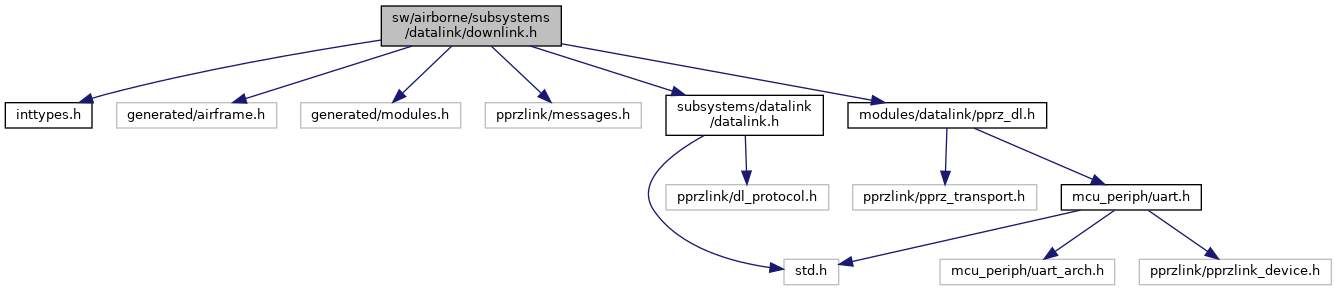 sw/airborne/subsystems
/datalink/downlink.h
inttypes.h
generated/airframe.h
generated/modules.h
pprzlink/messages.h
subsystems/datalink
/datalink.h
modules/datalink/pprz_dl.h
pprzlink/dl_protocol.h
pprzlink/pprz_transport.h
mcu_periph/uart.h
std.h
mcu_periph/uart_arch.h
pprzlink/pprzlink_device.h